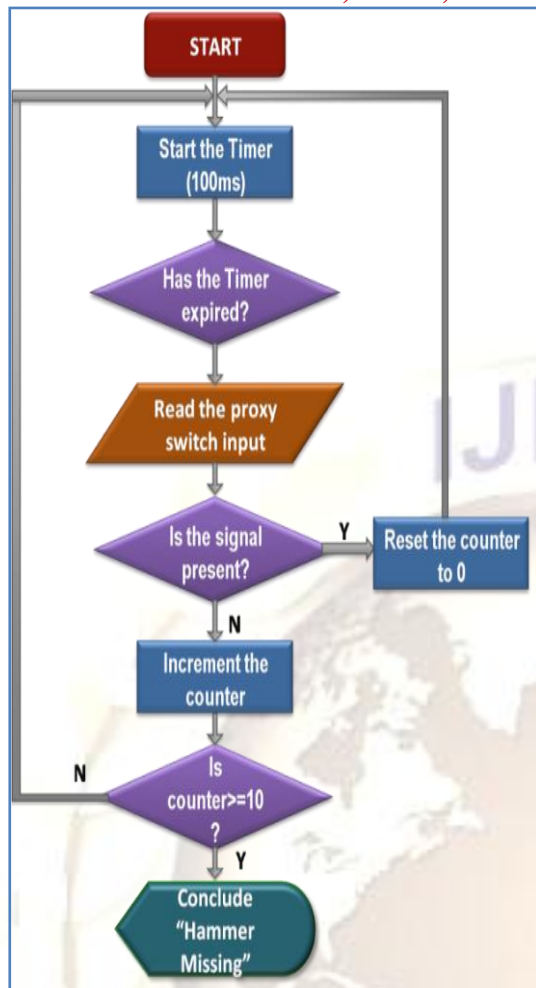 START
Start the Timer
(100ms)
Has the Timer
expired?
Read the proxy
switch input
Is the signal
present?
Y
Reset the counter
to 0
N
Increment the
counter
Is
counter>=10
?
N
Y
Conclude
“Hammer
Missing”